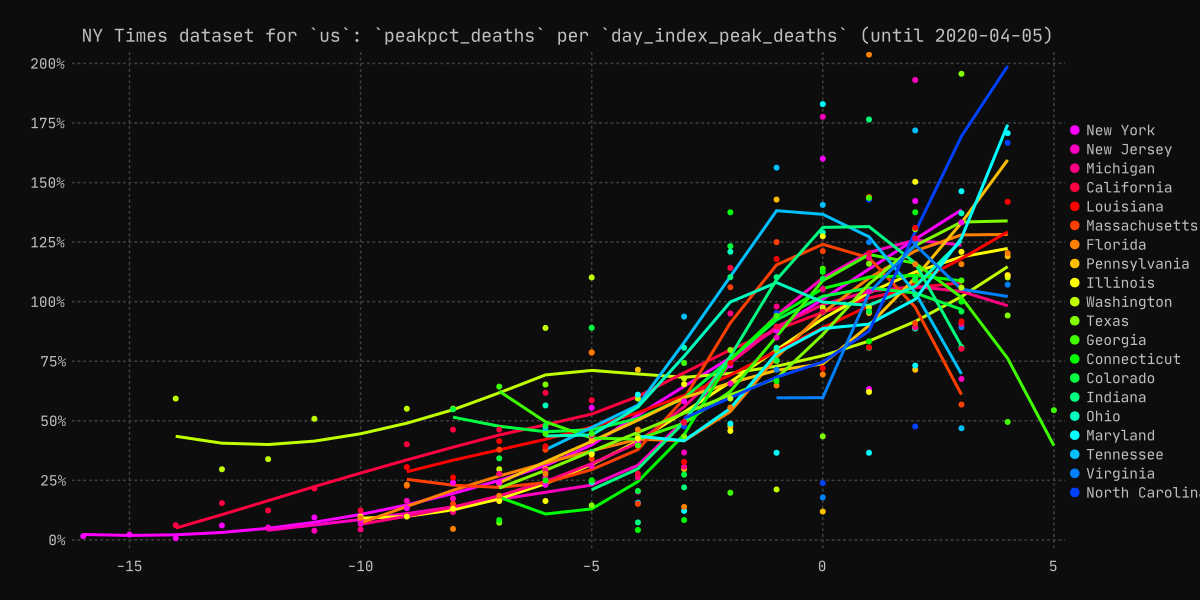 NY Times dataset for `us`: `peakpct_deaths` per `day_index_peak_deaths` (until 2020-04-05)
200%
175%
150%
125%
100%
75%
50%
25%
0%
-15
-10
-5
0
5
New York
New Jersey
Michigan
California
Louisiana
Massachusetts
Florida
Pennsylvania
Illinois
Washington
Texas
Georgia
Connecticut
Colorado
Indiana
Ohio
Maryland
Tennessee
Virginia
North Carolin